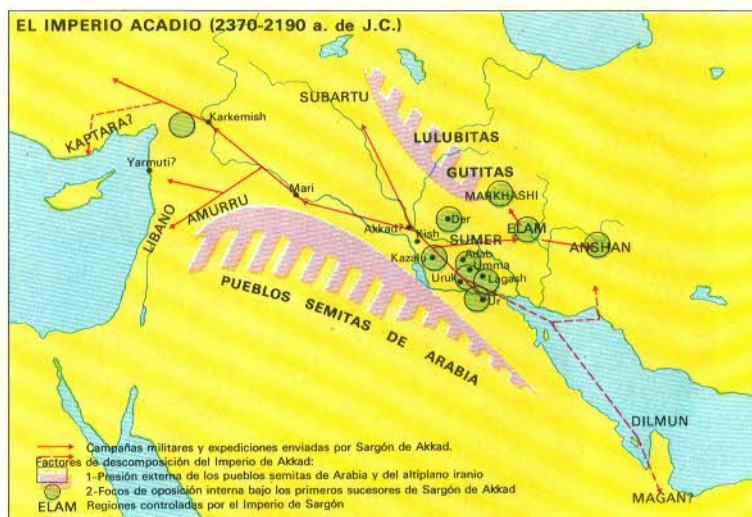 EL IMPERIO ACADIO (2370-2190 a. de J.C.)
SUBARTU
Karkemish
KAPTARA?
LULUBITAS
Yarmuti?
GUTITAS
MARKHASHI
Mari
AMURRU
LIBANO
Der
Akkad?
Kish
SUMER
ELAM
ANSHAN
Kazalu
Adab
Umma
Uruk
Lagash
Ur
PUEBLOS SEMITAS DE ARABIA
DILMUN
MAGAN?
Campañas militares y expediciones enviadas por Sargón de Akkad.
Factores de descomposición del Imperio de Akkad:
1-Presión externa de los pueblos semitas de Arabia y del altiplano iranio
2-Focos de oposición interna bajo los primeros sucesores de Sargón de Akkad
ELAM Regiones controladas por el Imperio de Sargón